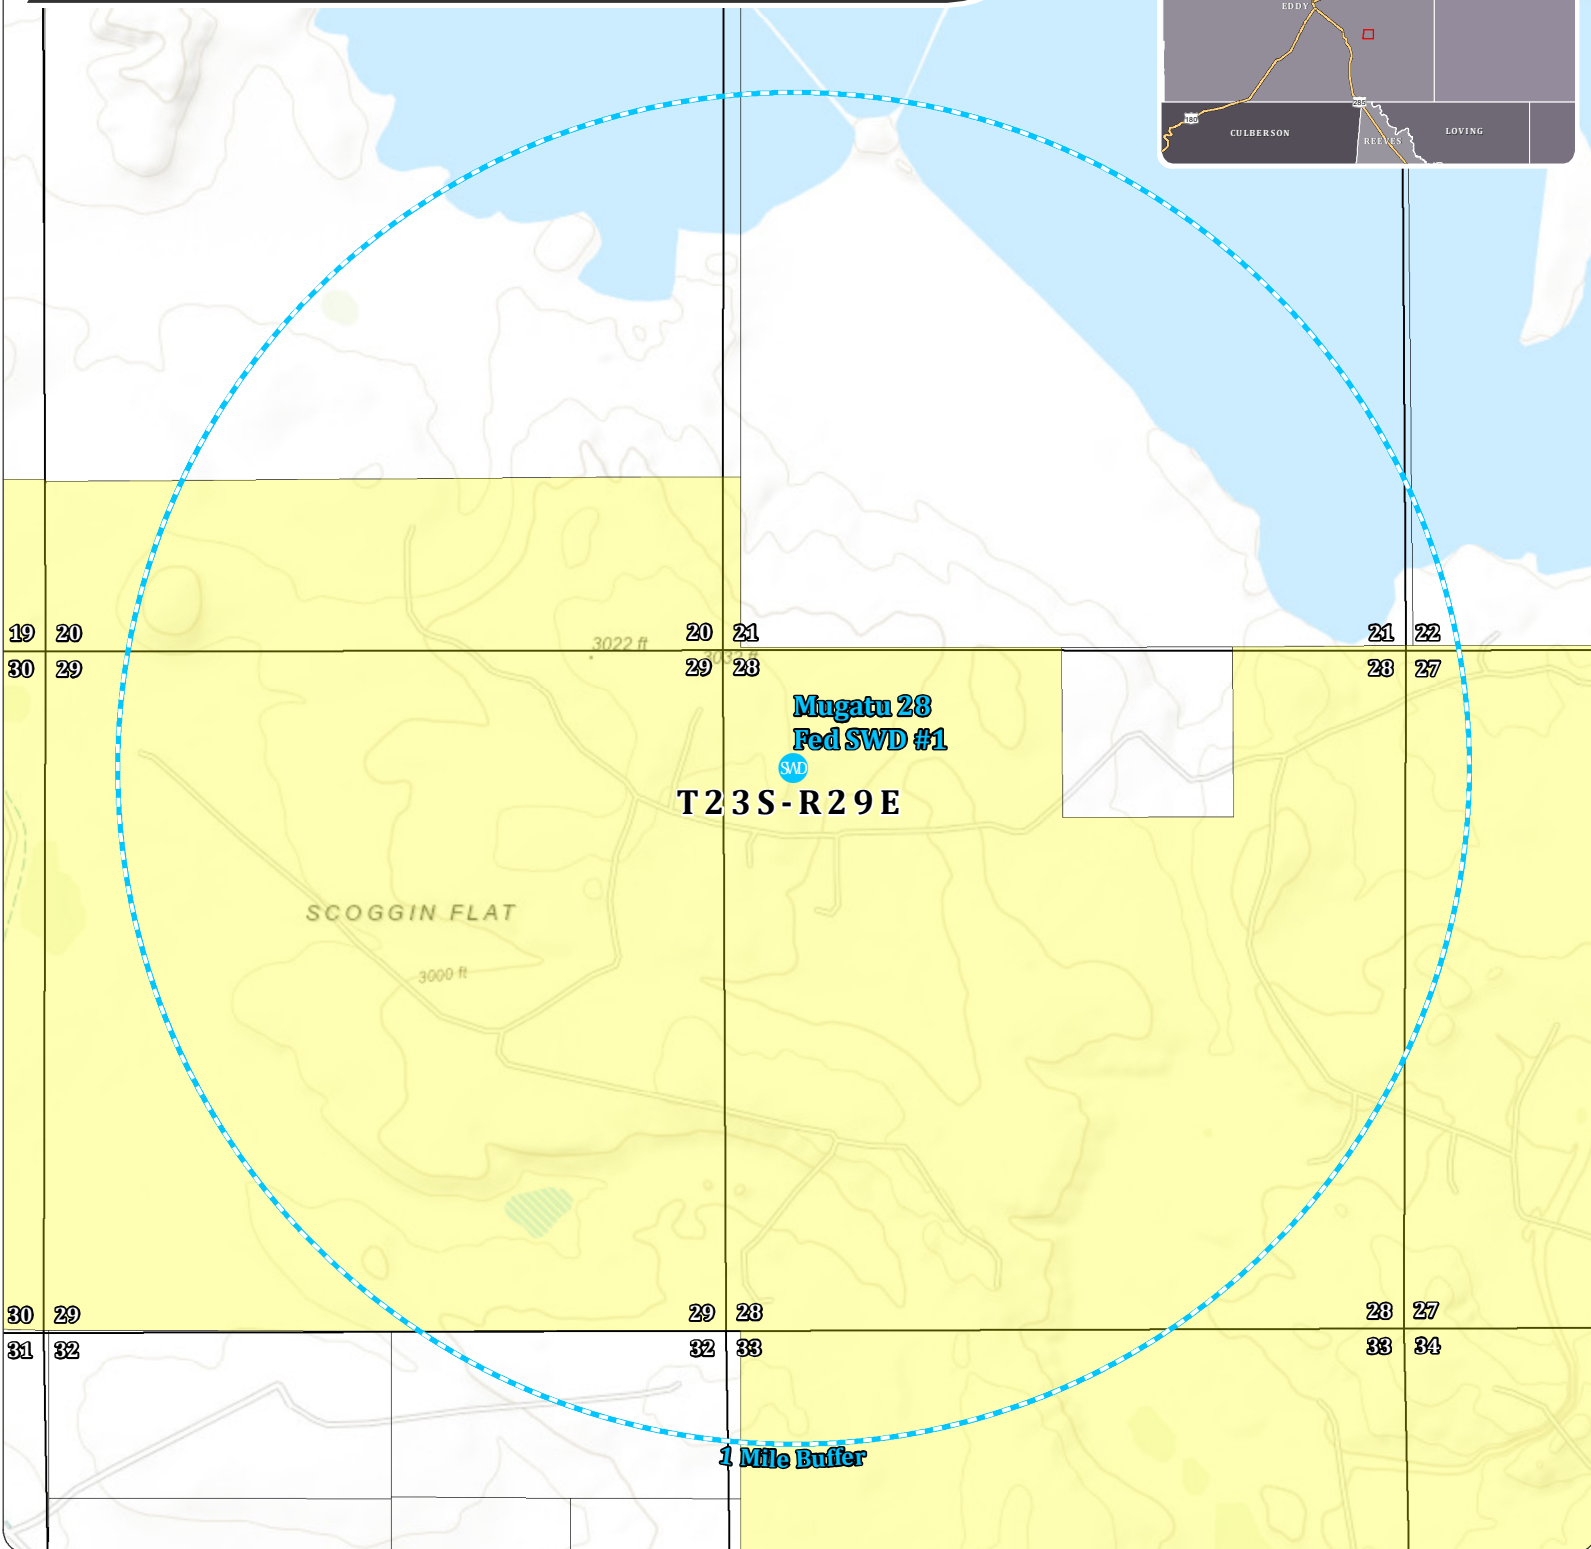 EDDY
285
180
CULBERSON
REEVES
LOVING
19 20
20 21
21 22
30 29
29 28
28 27
3022 ft
3032 ft
Mugatu 28
Fed SWD #1
SWD
T23S-R29E
SCOGGIN FLAT
3000 ft
30 29
29 28
28 27
31 32
32 33
33 34
1 Mile Buffer